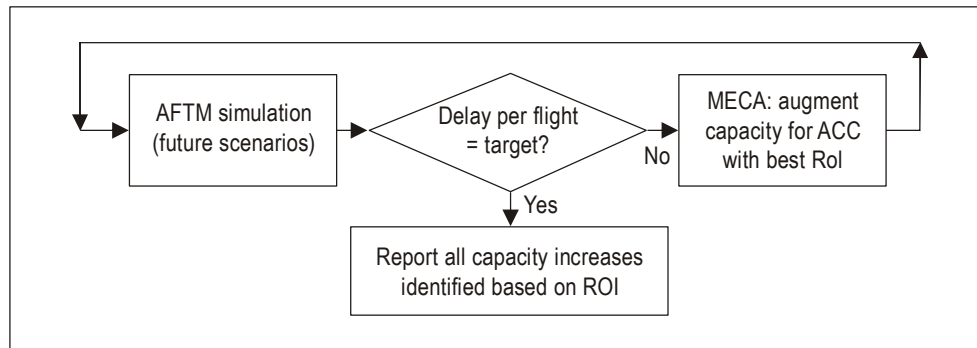 AFTM simulation
(future scenarios)
Delay per flight
= target?
No
MECA: augment
capacity for ACC
with best RoI
Yes
Report all capacity increases
identified based on ROI